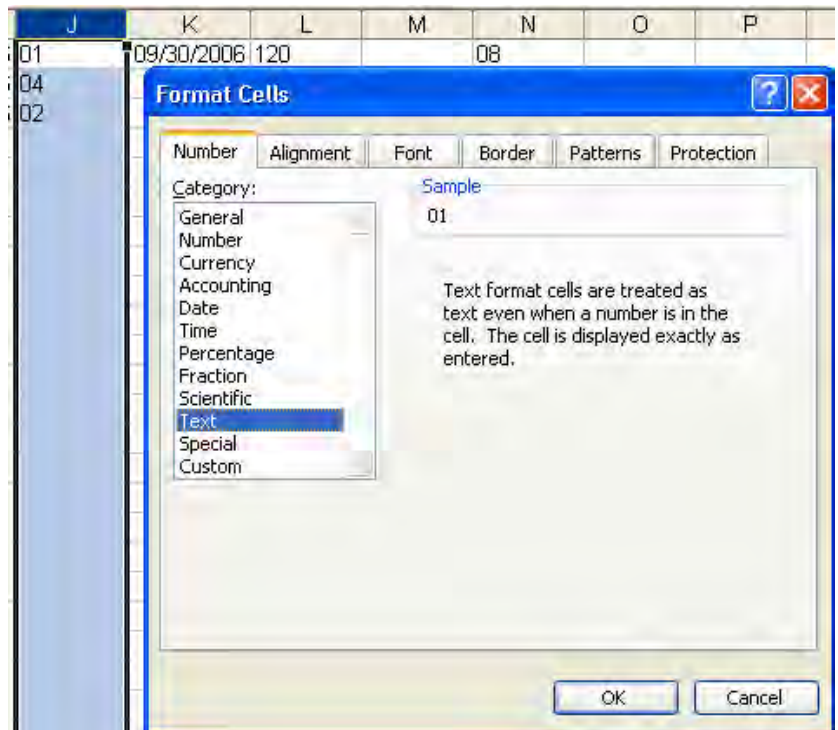 J K L M N O P
01 09/30/2006 120 08
04
02
Format Cells
Number Alignment Font Border Patterns Protection
Category:
General
Number
Currency
Accounting
Date
Time
Percentage
Fraction
Scientific
Text
Special
Custom
Sample
01
Text format cells are treated as
text even when a number is in the
cell. The cell is displayed exactly as
entered.
OK Cancel